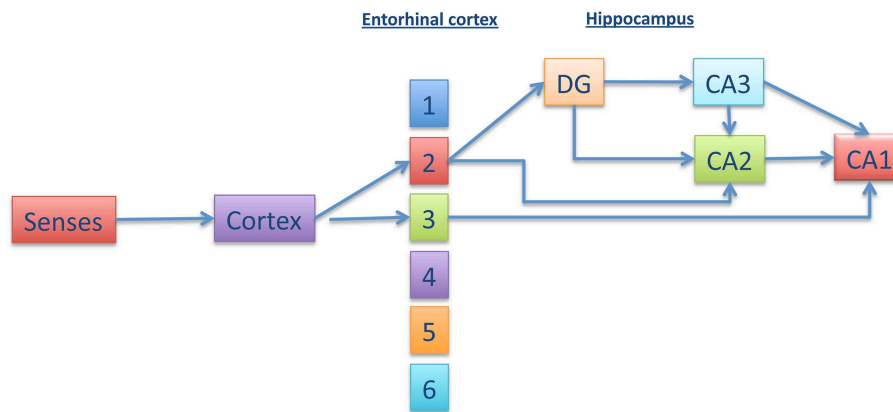 Entorhinal cortex
Hippocampus
DG
CA3
1
2
CA2
CA1
Senses
Cortex
3
4
5
6